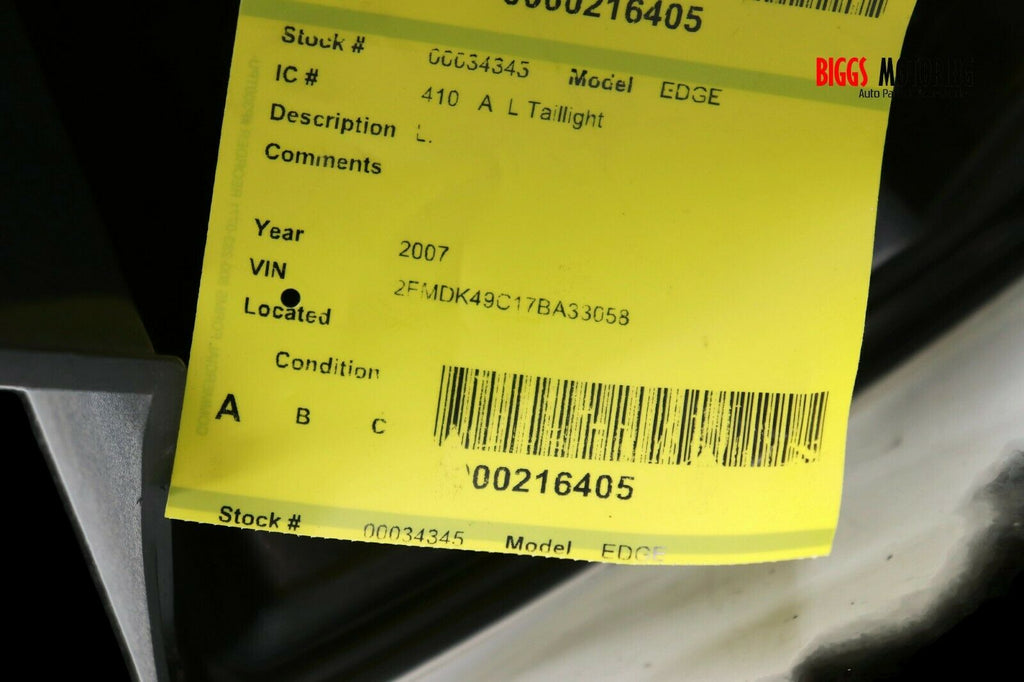 0000216405
BIGGS MOTORING
Stock # 00034345 Model EDGE
IC # 410 A L Taillight
Description L.
Comments
Year 2007
VIN 2FMDK49C17BA33058
Located
Condition
A B C
00216405
Stock # 00034345 Model EDGE